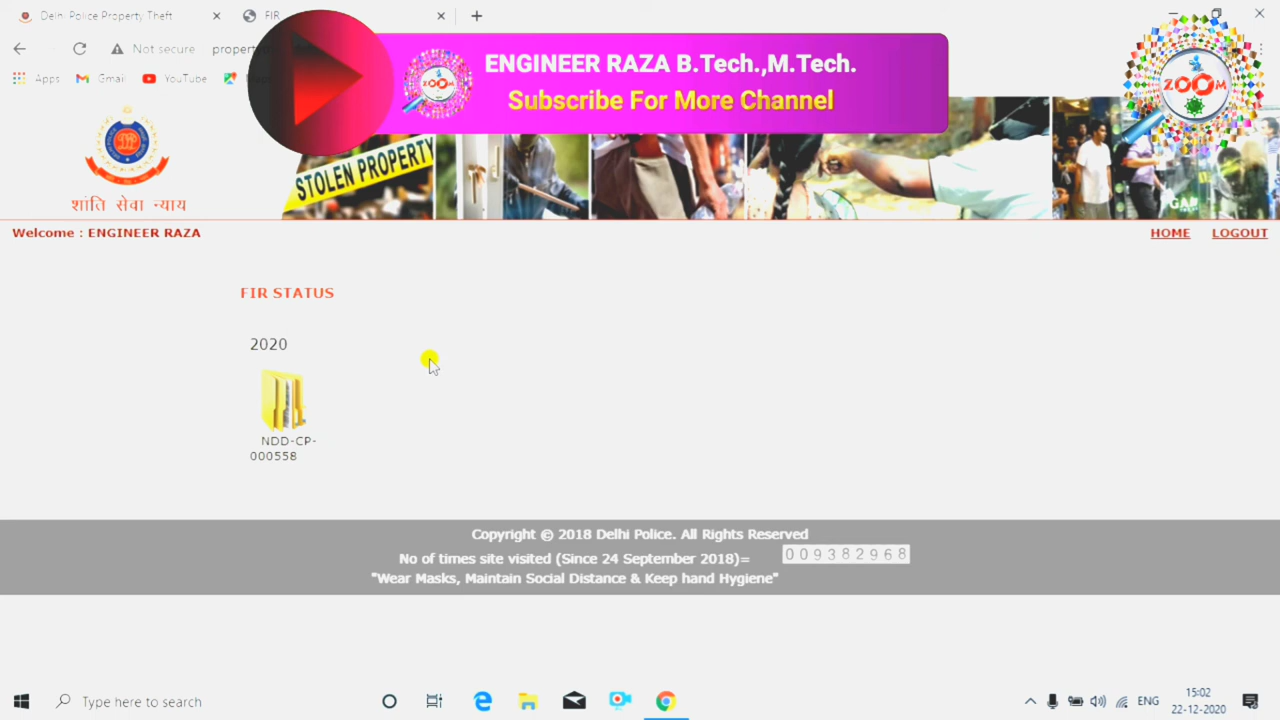 Delhi Police Property Theft
FIR
Not secure
Apps
Gmail
YouTube
ENGINEER RAZA B.Tech.,M.Tech.
Subscribe For More Channel
ZOOM
STOLEN PROPERTY
शांति सेवा न्याय
Welcome : ENGINEER RAZA
HOME
LOGOUT
FIR STATUS
2020
NDD-CP-
000558
Copyright © 2018 Delhi Police. All Rights Reserved
No of times site visited (Since 24 September 2018)= 009382968
"Wear Masks, Maintain Social Distance & Keep hand Hygiene"
Type here to search
ENG
15:02
22-12-2020